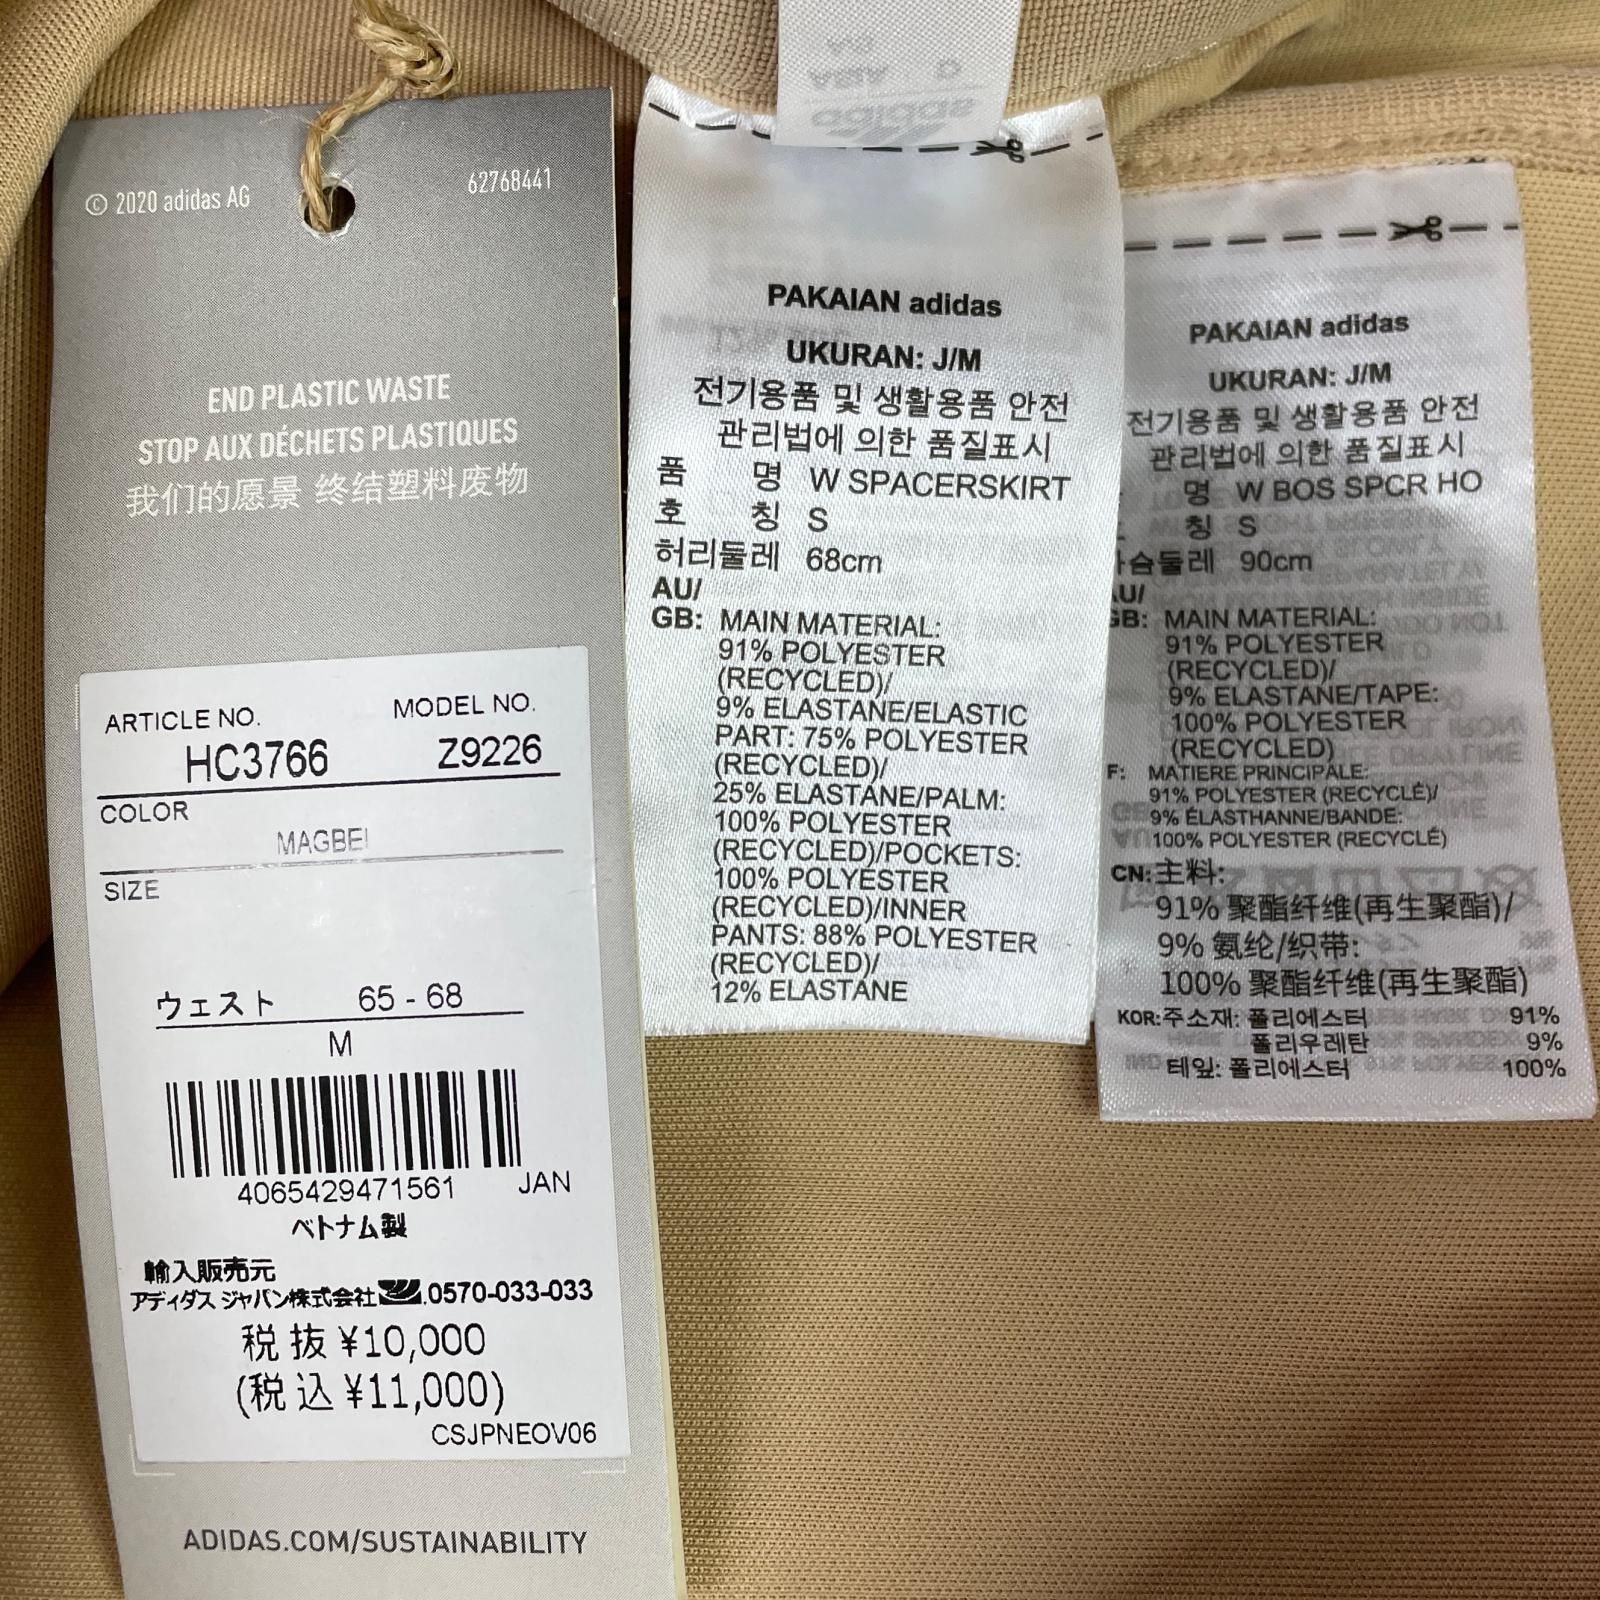 © 2020 adidas AG
62768441
END PLASTIC WASTE
STOP AUX DÉCHETS PLASTIQUES
我们的愿景 终结塑料废物
ARTICLE NO.
MODEL NO.
HC3766
Z9226
COLOR
MAGBEI
SIZE
ウェスト 65 - 68
M
4065429471561 JAN
ベトナム製
輸入販売元
アディダス ジャパン株式会社 0570-033-033
税抜 ¥10,000
(税込 ¥11,000)
CSJPNEOV06
ADIDAS.COM/SUSTAINABILITY
adidas
ASIA D
PAKAIAN adidas
UKURAN: J/M
전기용품 및 생활용품 안전
관리법에 의한 품질표시
품 명 W SPACERSKIRT
호 칭 S
허리둘레 68cm
AU/
GB: MAIN MATERIAL:
91% POLYESTER
(RECYCLED)/
9% ELASTANE/ELASTIC
PART: 75% POLYESTER
(RECYCLED)/
25% ELASTANE/PALM:
100% POLYESTER
(RECYCLED)/POCKETS:
100% POLYESTER
(RECYCLED)/INNER
PANTS: 88% POLYESTER
(RECYCLED)/
12% ELASTANE
PAKAIAN adidas
UKURAN: J/M
전기용품 및 생활용품 안전
관리법에 의한 품질표시
명 W BOS SPCR HO
칭 S
가슴둘레 90cm
AU/
GB: MAIN MATERIAL:
91% POLYESTER
(RECYCLED)/
9% ELASTANE/TAPE:
100% POLYESTER
(RECYCLED)
F: MATIERE PRINCIPALE:
91% POLYESTER (RECYCLÉ)/
9% ÉLASTHANNE/BANDE:
100% POLYESTER (RECYCLÉ)
CN: 主料:
91% 聚酯纤维(再生聚酯)/
9% 氨纶/织带:
100% 聚酯纤维(再生聚酯)
KOR: 주소재: 폴리에스터 91%
폴리우레탄 9%
테잎: 폴리에스터 100%